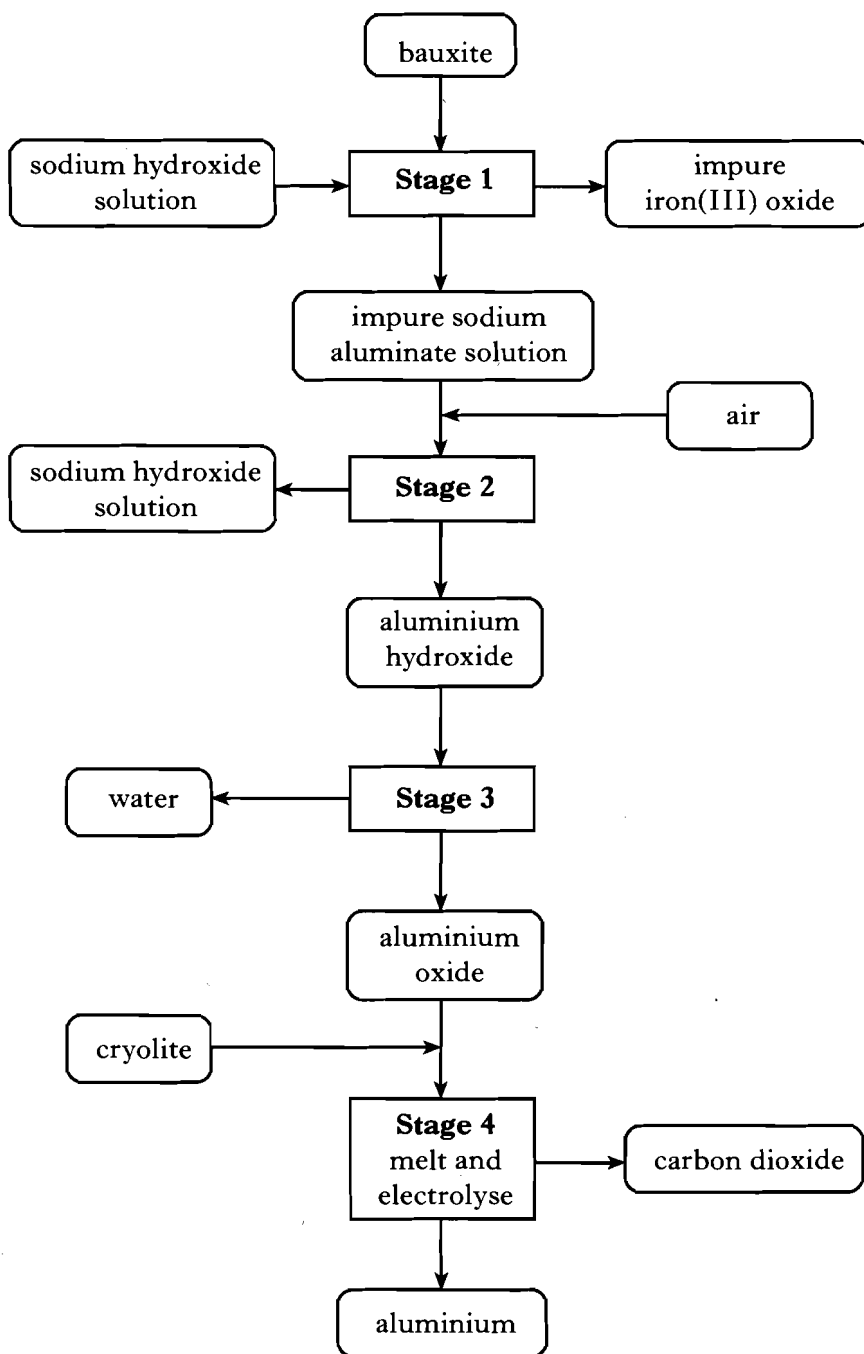 bauxite
sodium hydroxide
solution
Stage 1
impure
iron(III) oxide
impure sodium
aluminate solution
air
sodium hydroxide
solution
Stage 2
aluminium
hydroxide
water
Stage 3
aluminium
oxide
cryolite
Stage 4
melt and
electrolyse
carbon dioxide
aluminium